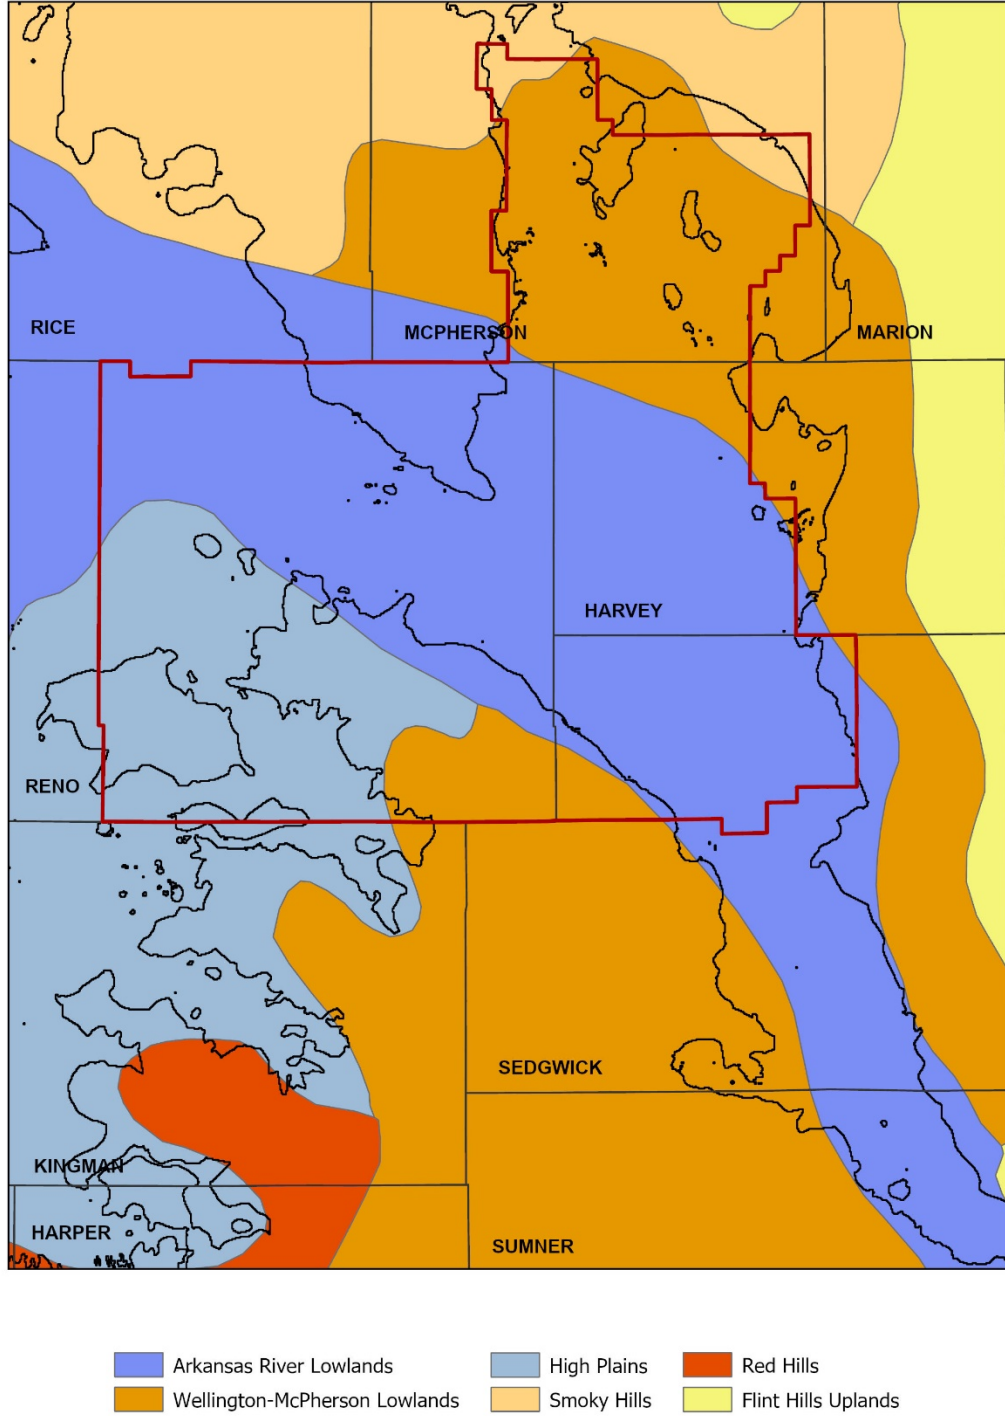 RICE
MCPHERSON
MARION
HARVEY
RENO
SEDGWICK
KINGMAN
HARPER
SUMNER
Arkansas River Lowlands
High Plains
Red Hills
Wellington-McPherson Lowlands
Smoky Hills
Flint Hills Uplands